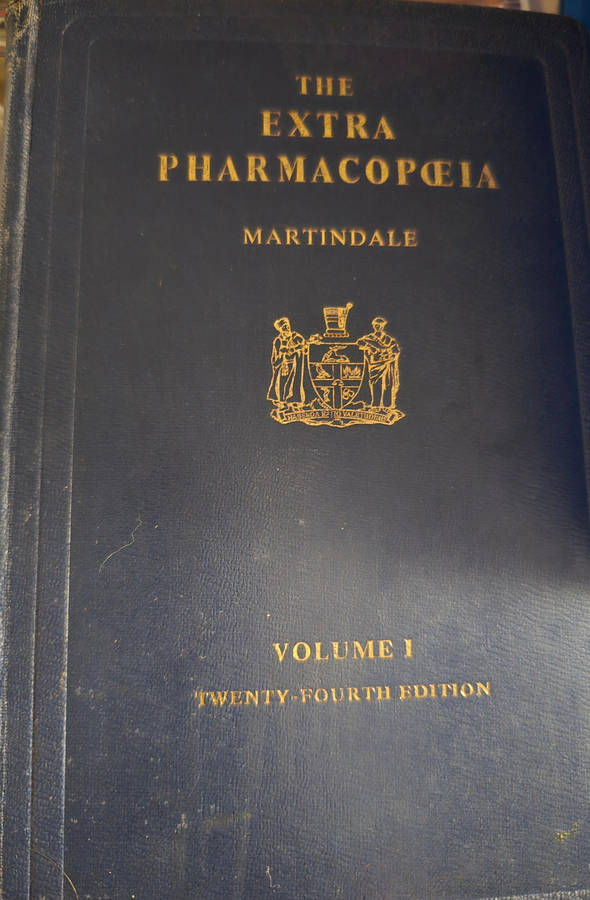 THE
EXTRA
PHARMACOPŒIA
MARTINDALE
VOLUME I
TWENTY-FOURTH EDITION